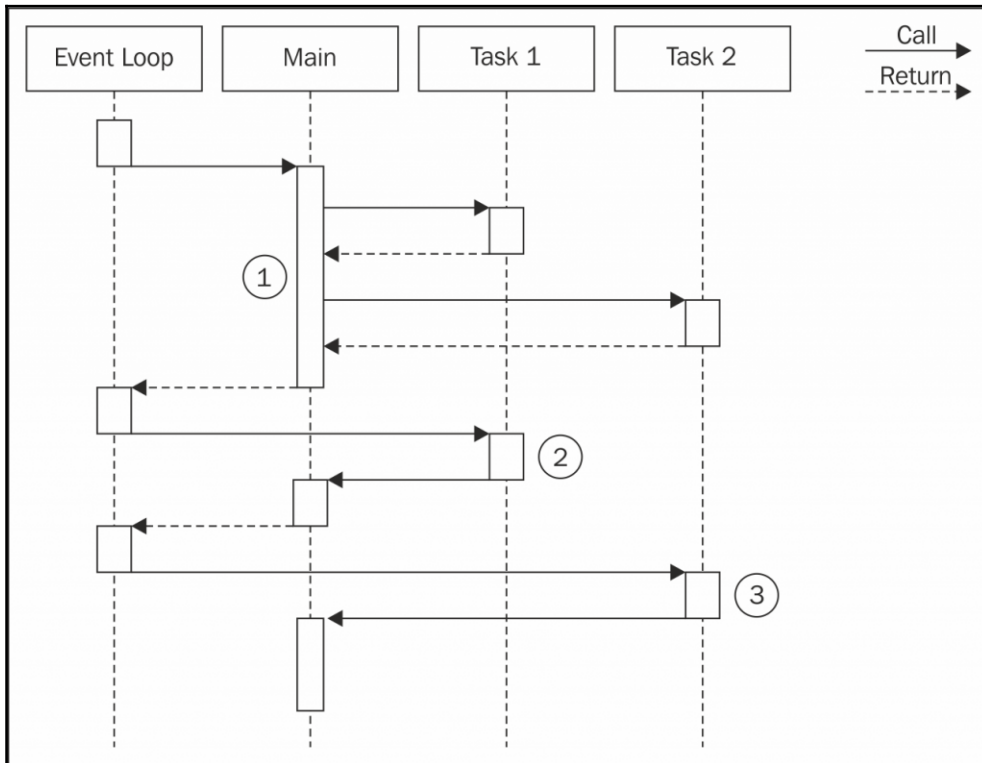 Event Loop
Main
Task 1
Task 2
Call
Return
1
2
3